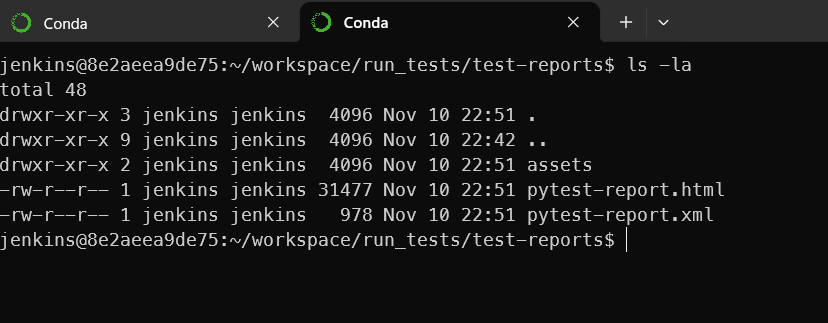 Conda Conda
jenkins@8e2aeea9de75:~/workspace/run_tests/test-reports$ ls -la
total 48
drwxr-xr-x 3 jenkins jenkins  4096 Nov 10 22:51 .
drwxr-xr-x 9 jenkins jenkins  4096 Nov 10 22:42 ..
drwxr-xr-x 2 jenkins jenkins  4096 Nov 10 22:51 assets
-rw-r--r-- 1 jenkins jenkins 31477 Nov 10 22:51 pytest-report.html
-rw-r--r-- 1 jenkins jenkins   978 Nov 10 22:51 pytest-report.xml
jenkins@8e2aeea9de75:~/workspace/run_tests/test-reports$